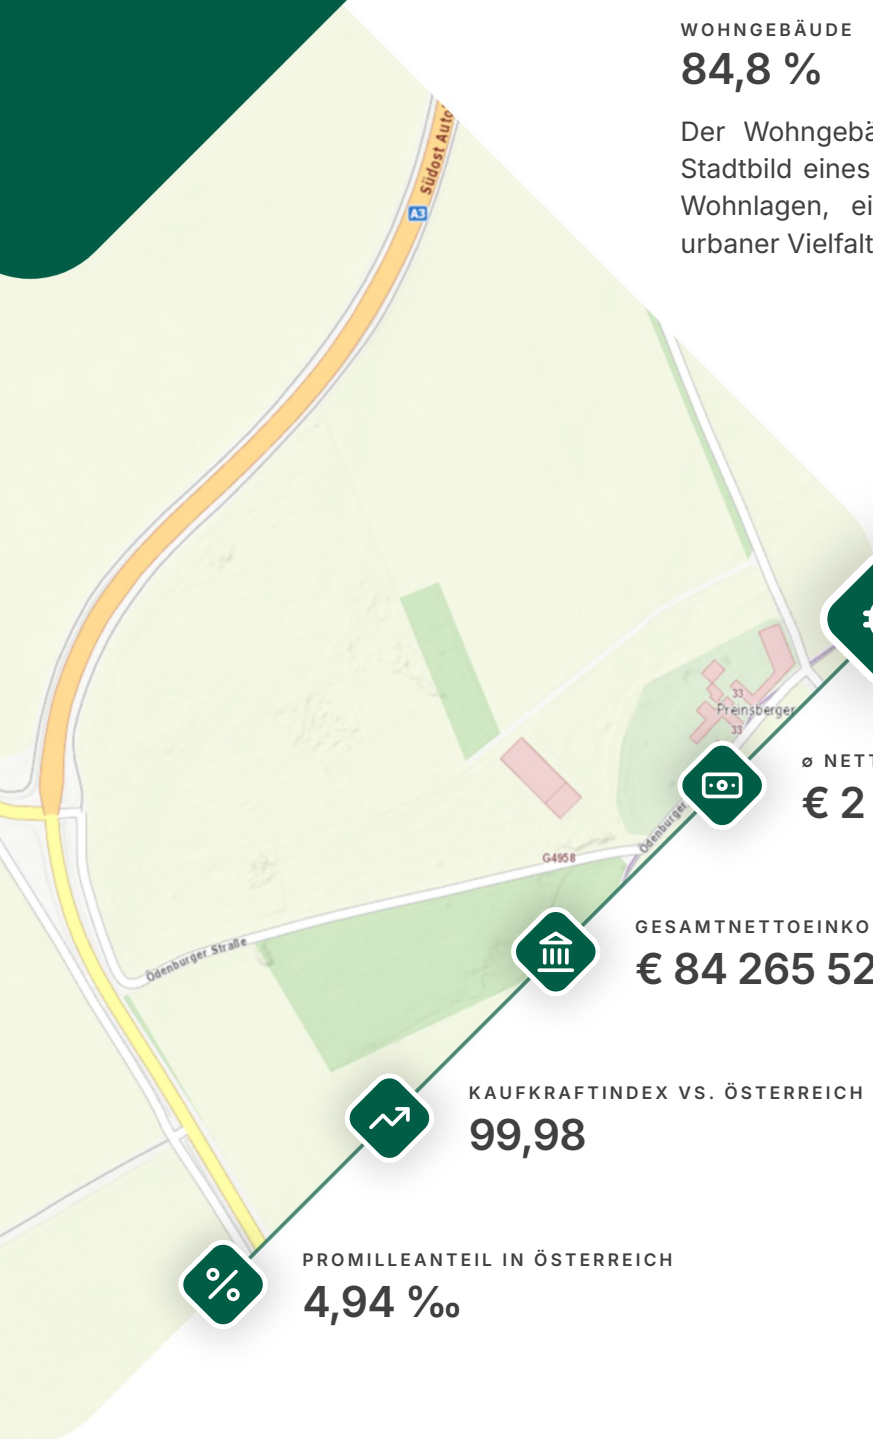 WOHNGEBÄUDE
84,8 %
Der Wohngebä
Stadtbild eines
Wohnlagen, ei
urbaner Vielfalt
Südost Auto
A3
33
Preinsberger
33
ø NETT
€ 2
Ödenburger
G4958
GESAMTNETTOEINKO
€ 84 265 52
Ödenburger Straße
KAUFKRAFTINDEX VS. ÖSTERREICH
99,98
PROMILLEANTEIL IN ÖSTERREICH
4,94 ‰